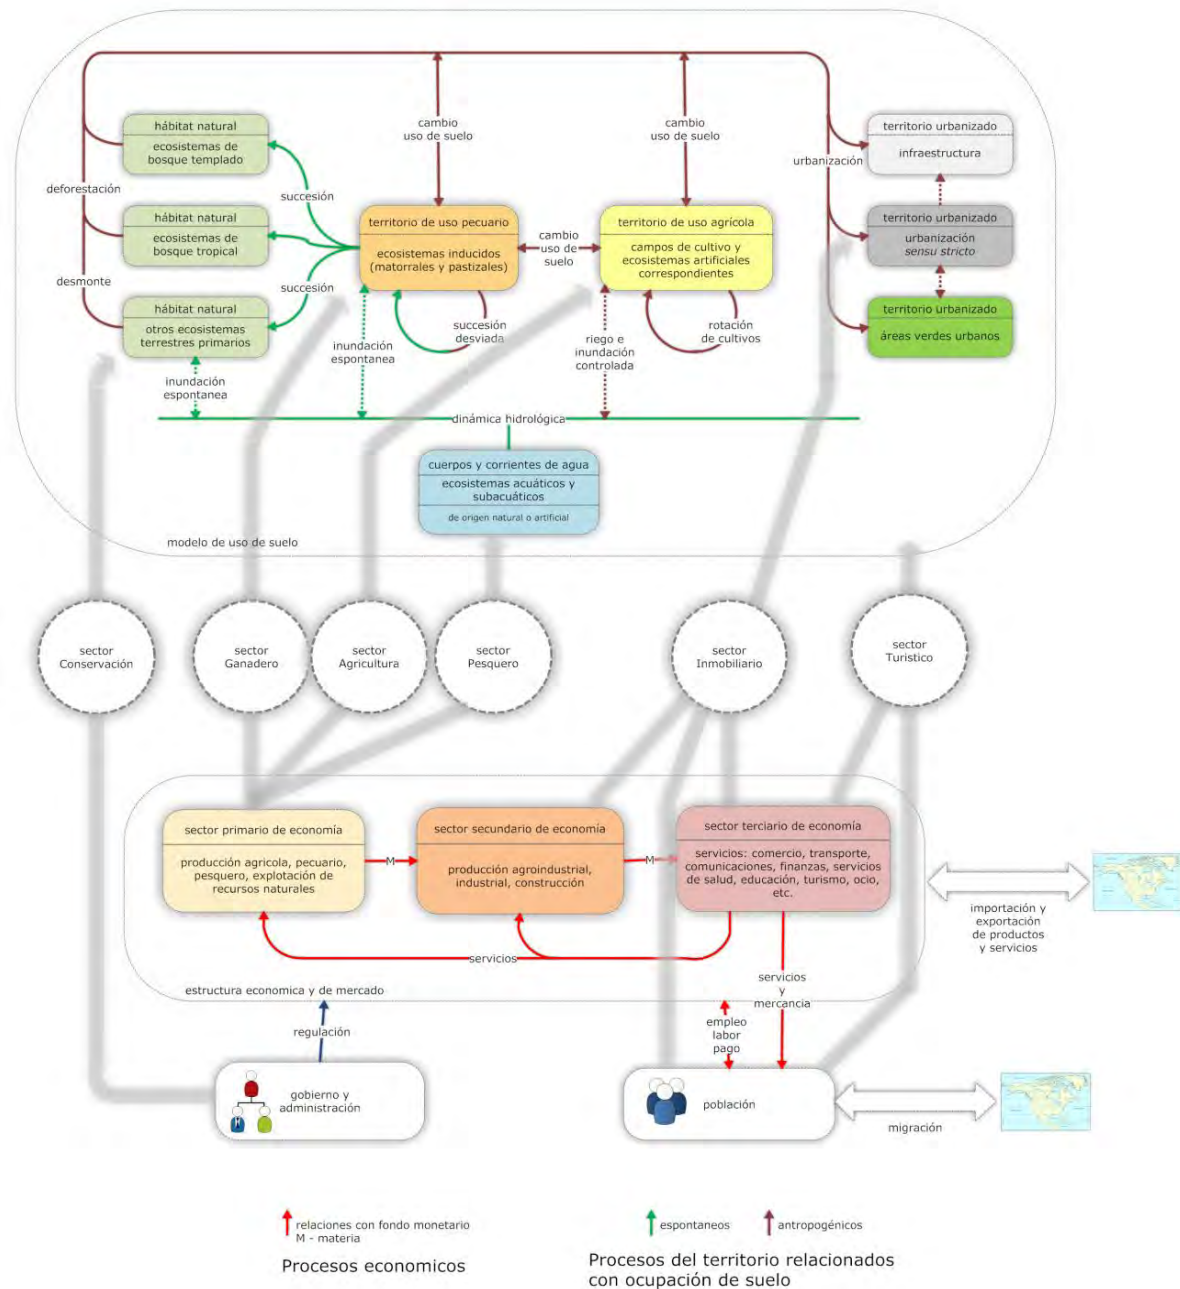 cambio
uso de suelo
cambio
uso de suelo
hábitat natural
ecosistemas de
bosque templado
territorio urbanizado
infraestructura
urbanización
deforestación
succesión
hábitat natural
ecosistemas de
bosque tropical
territorio de uso pecuario
ecosistemas inducidos
(matorrales y pastizales)
cambio
uso de
suelo
territorio de uso agrícola
campos de cultivo y
ecosistemas artificiales
correspondientes
territorio urbanizado
urbanización
sensu stricto
desmonte
succesión
hábitat natural
otros ecosistemas
terrestres primarios
succesión
desviada
rotación
de cultivos
territorio urbanizado
áreas verdes urbanos
inundación
espontanea
inundación
espontanea
riego e
inundación
controlada
dinámica hidrológica
cuerpos y corrientes de agua
ecosistemas acuáticos y
subacuáticos
de origen natural o artificial
modelo de uso de suelo
sector
Conservación
sector
Ganadero
sector
Agricultura
sector
Pesquero
sector
Inmobiliario
sector
Turistico
sector primario de economía
producción agricola, pecuario,
pesquero, explotación de
recursos naturales
M
sector secundario de economía
producción agroindustrial,
industrial, construcción
M
sector terciario de economía
servicios: comercio, transporte,
comunicaciones, finanzas, servicios
de salud, educación, turismo, ocio,
etc.
importación y
exportación
de productos
y servicios
servicios
servicios
y
mercancia
estructura economica y de mercado
regulación
empleo
labor
pago
gobierno y
administración
población
migración
relaciones con fondo monetario
M - materia
Procesos economicos
espontaneos
antropogénicos
Procesos del territorio relacionados
con ocupación de suelo